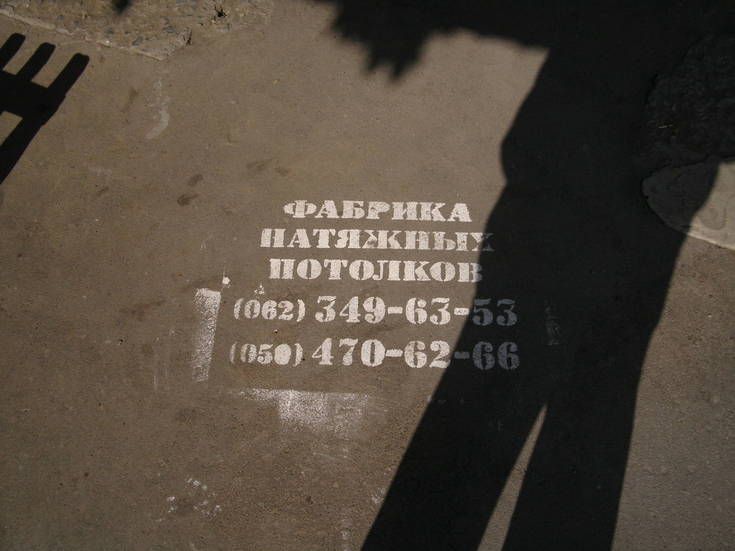 ФАБРИКА
НАТЯЖНЫХ
ПОТОЛКОВ
(062) 349-63-53
(050) 470-62-66